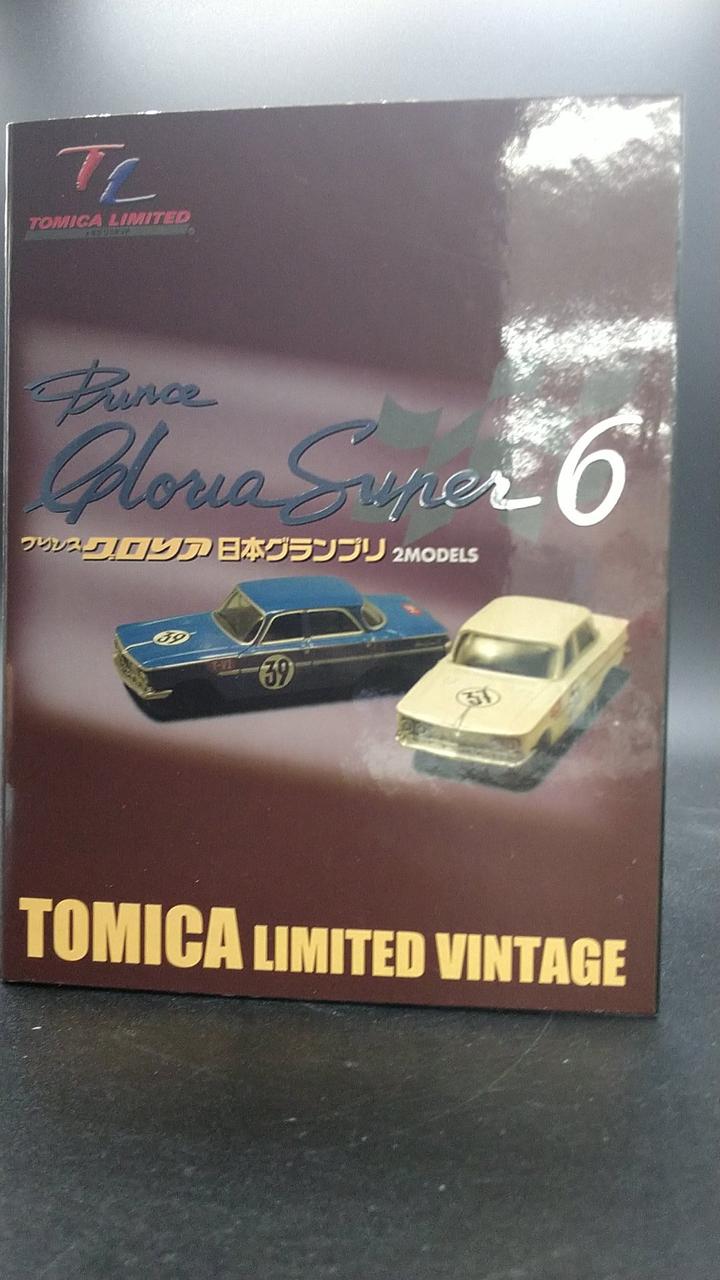 TL
TOMICA LIMITED
Prince
Gloria Super 6
プリンス グロリア 日本グランプリ 2MODELS
39
T-VI
39
37
TOMICA LIMITED VINTAGE